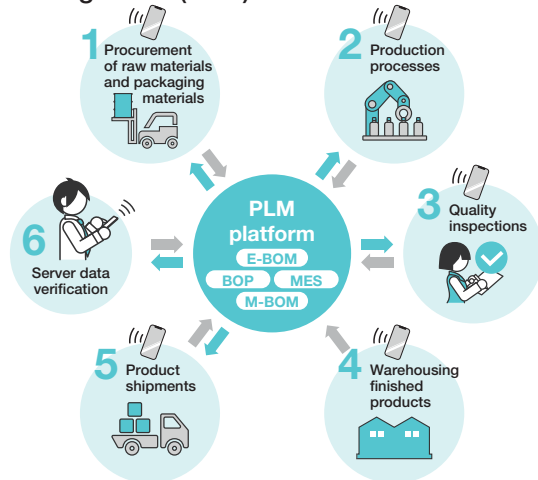 1
Procurement
of raw materials
and packaging
materials
2
Production
processes
3
Quality
inspections
PLM
platform
E-BOM
BOP
MES
M-BOM
6
Server data
verification
5
Product
shipments
4
Warehousing
finished
products